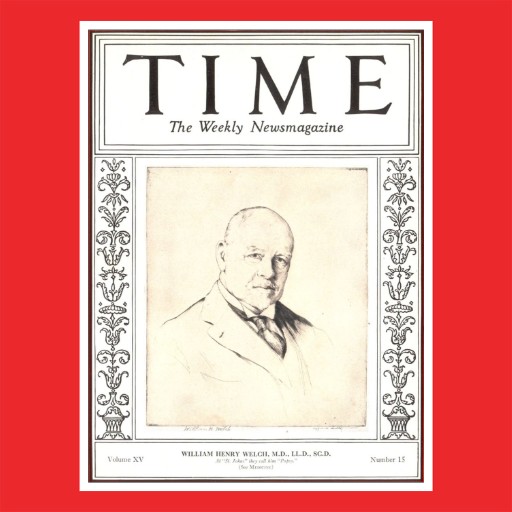 TIME
The Weekly Newsmagazine
Volume XV
WILLIAM HENRY WELCH, M.D., LL.D., SC.D.
At "St. Johns" they call him "Popsy."
(See Medicine)
Number 15